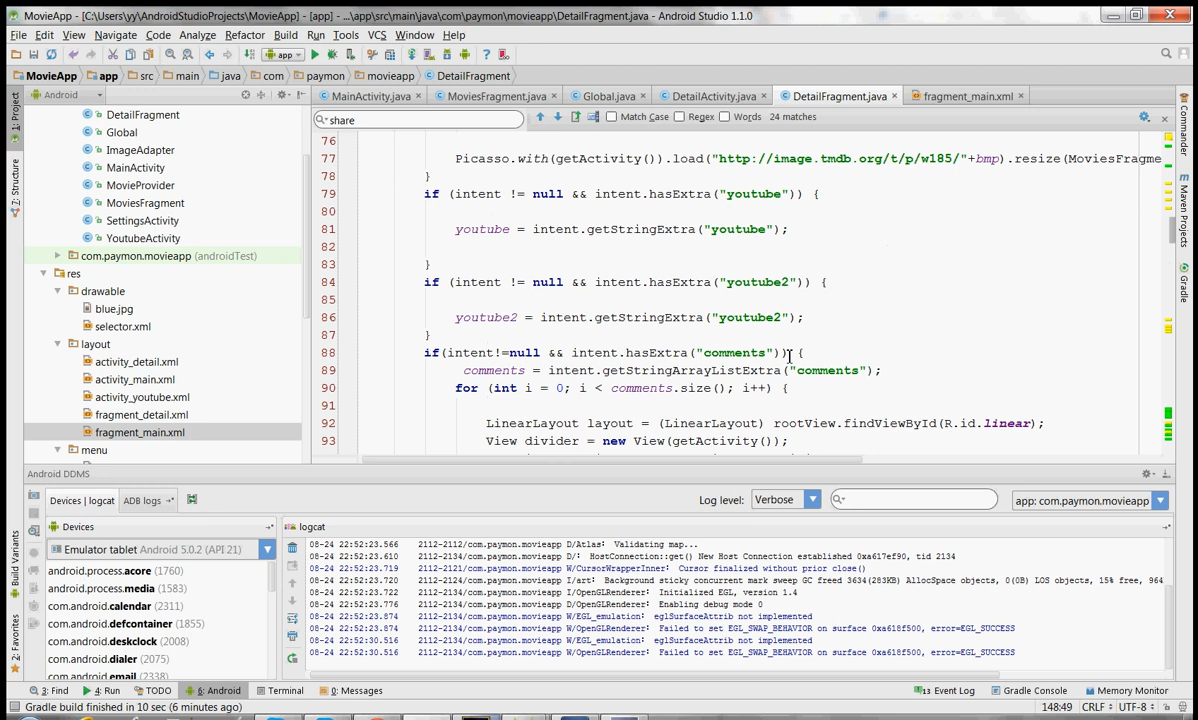 MovieApp - [C:\Users\yy\AndroidStudioProjects\MovieApp] - [app] - ...\app\src\main\java\com\paymon\movieapp\DetailFragment.java - Android Studio 1.1.0
File Edit View Navigate Code Analyze Refactor Build Run Tools VCS Window Help
app
MovieApp app src main java com paymon movieapp DetailFragment
Android
MainActivity.java MoviesFragment.java Global.java DetailActivity.java DetailFragment.java fragment_main.xml
share Match Case Regex Words 24 matches
1: Project
Z: Structure
Build Variants
2: Favorites
Commander
Maven Projects
Gradle
DetailFragment
Global
ImageAdapter
MainActivity
MovieProvider
MoviesFragment
SettingsActivity
YoutubeActivity
com.paymon.movieapp (androidTest)
res
drawable
blue.jpg
selector.xml
layout
activity_detail.xml
activity_main.xml
activity_youtube.xml
fragment_detail.xml
fragment_main.xml
menu
76
77 Picasso.with(getActivity()).load("http://image.tmdb.org/t/p/w185/"+bmp).resize(MoviesFragme
78 }
79 if (intent != null && intent.hasExtra("youtube")) {
80
81 youtube = intent.getStringExtra("youtube");
82
83 }
84 if (intent != null && intent.hasExtra("youtube2")) {
85
86 youtube2 = intent.getStringExtra("youtube2");
87 }
88 if(intent!=null && intent.hasExtra("comments")) {
89 comments = intent.getStringArrayListExtra("comments");
90 for (int i = 0; i < comments.size(); i++) {
91
92 LinearLayout layout = (LinearLayout) rootView.findViewById(R.id.linear);
93 View divider = new View(getActivity());
Android DDMS
Devices | logcat ADB logs Log level: Verbose app: com.paymon.movieapp
Devices
Emulator tablet Android 5.0.2 (API 21)
android.process.acore (1760)
android.process.media (1588)
com.android.calendar (2311)
com.android.defcontainer (1855)
com.android.deskclock (2008)
com.android.dialer (2075)
com.android.email (2338)
logcat
08-24 22:52:23.566 2112-2112/com.paymon.movieapp D/Atlas: Validating map...
08-24 22:52:23.610 2112-2134/com.paymon.movieapp D/: HostConnection::get() New Host Connection established 0xa617ef90, tid 2134
08-24 22:52:23.719 2112-2121/com.paymon.movieapp W/CursorWrapperInner: Cursor finalized without prior close()
08-24 22:52:23.720 2112-2124/com.paymon.movieapp I/art: Background sticky concurrent mark sweep GC freed 3634(283KB) AllocSpace objects, 0(0B) LOS objects, 15% free, 964
08-24 22:52:23.722 2112-2134/com.paymon.movieapp I/OpenGLRenderer: Initialized EGL, version 1.4
08-24 22:52:23.776 2112-2134/com.paymon.movieapp D/OpenGLRenderer: Enabling debug mode 0
08-24 22:52:23.874 2112-2134/com.paymon.movieapp W/EGL_emulation: eglSurfaceAttrib not implemented
08-24 22:52:23.874 2112-2134/com.paymon.movieapp W/OpenGLRenderer: Failed to set EGL_SWAP_BEHAVIOR on surface 0xa618f500, error=EGL_SUCCESS
08-24 22:52:30.516 2112-2134/com.paymon.movieapp W/EGL_emulation: eglSurfaceAttrib not implemented
08-24 22:52:30.516 2112-2134/com.paymon.movieapp W/OpenGLRenderer: Failed to set EGL_SWAP_BEHAVIOR on surface 0xa618f500, error=EGL_SUCCESS
3: Find 4: Run TODO 6: Android Terminal 0: Messages 13 Event Log Gradle Console Memory Monitor
Gradle build finished in 10 sec (6 minutes ago) 148:49 CRLF UTF-8